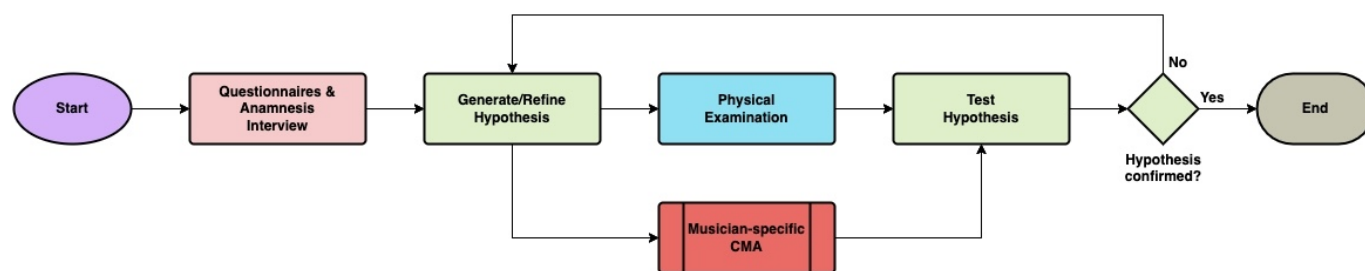 Start
Questionnaires &
Anamnesis
Interview
Generate/Refine
Hypothesis
Physical
Examination
Test
Hypothesis
No
Yes
Hypothesis
confirmed?
End
Musician-specific
CMA